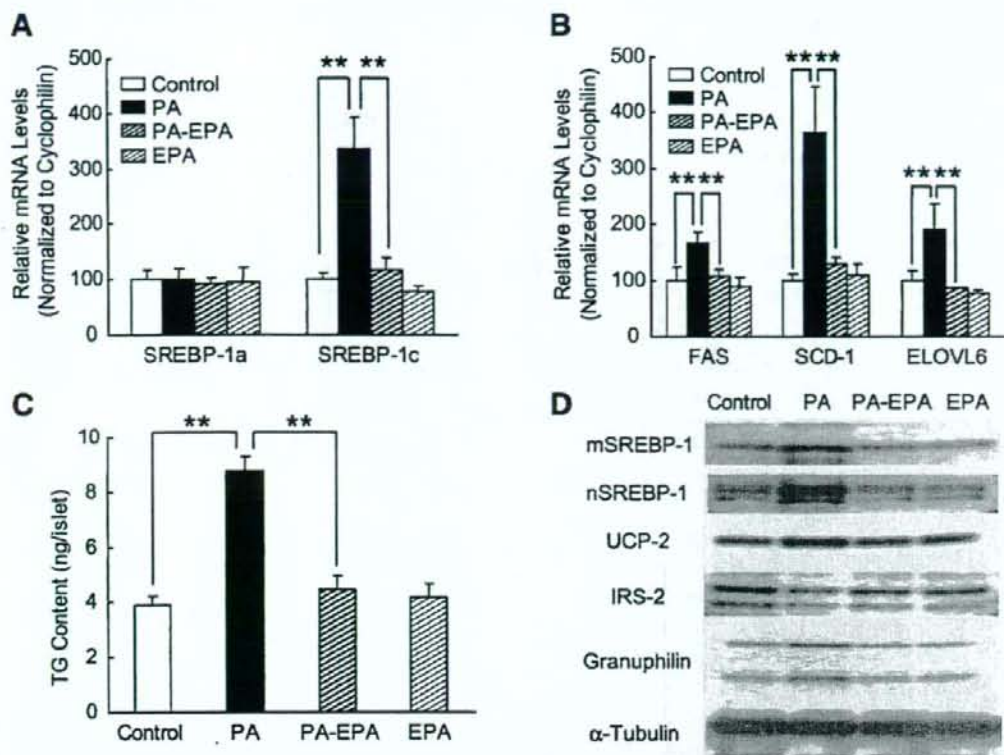 A
Relative mRNA Levels
(Normalized to Cyclophilin)
500
400
300
200
100
0
Control
PA
PA-EPA
EPA
** **
SREBP-1a SREBP-1c
B
Relative mRNA Levels
(Normalized to Cyclophilin)
500
400
300
200
100
0
Control
PA
PA-EPA
EPA
** **
** **
** **
FAS SCD-1 ELOVL6
C
TG Content (ng/islet)
10
8
6
4
2
0
** **
Control PA PA-EPA EPA
D
Control PA PA-EPA EPA
mSREBP-1
nSREBP-1
UCP-2
IRS-2
Granuphilin
α-Tubulin